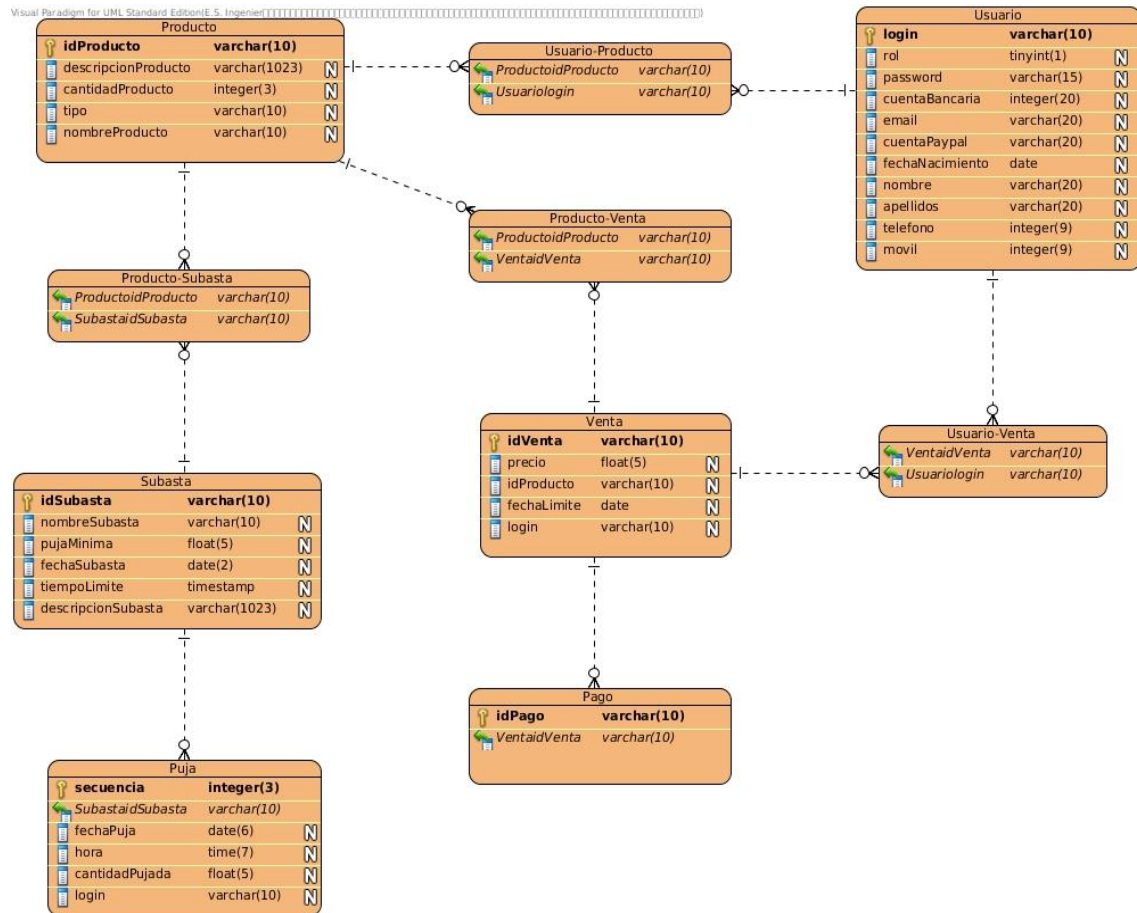 Visual Paradigm for UML Standard Edition(E.S. Ingenier
Producto
idProducto varchar(10)
descripcionProducto varchar(1023) N
cantidadProducto integer(3) N
tipo varchar(10) N
nombreProducto varchar(10) N
Usuario-Producto
ProductoidProducto varchar(10)
Usuariologin varchar(10)
Usuario
login varchar(10)
rol tinyint(1) N
password varchar(15) N
cuentaBancaria integer(20) N
email varchar(20) N
cuentaPaypal varchar(20) N
fechaNacimiento date N
nombre varchar(20) N
apellidos varchar(20) N
telefono integer(9) N
movil integer(9) N
Producto-Venta
ProductoidProducto varchar(10)
VentaidVenta varchar(10)
Producto-Subasta
ProductoidProducto varchar(10)
SubastaidSubasta varchar(10)
Venta
idVenta varchar(10)
precio float(5) N
idProducto varchar(10) N
fechaLimite date N
login varchar(10) N
Usuario-Venta
VentaidVenta varchar(10)
Usuariologin varchar(10)
Subasta
idSubasta varchar(10)
nombreSubasta varchar(10) N
pujaMinima float(5) N
fechaSubasta date(2) N
tiempoLimite timestamp N
descripcionSubasta varchar(1023) N
Pago
idPago varchar(10)
VentaidVenta varchar(10)
Puja
secuencia integer(3)
SubastaidSubasta varchar(10)
fechaPuja date(6) N
hora time(7) N
cantidadPujada float(5) N
login varchar(10) N